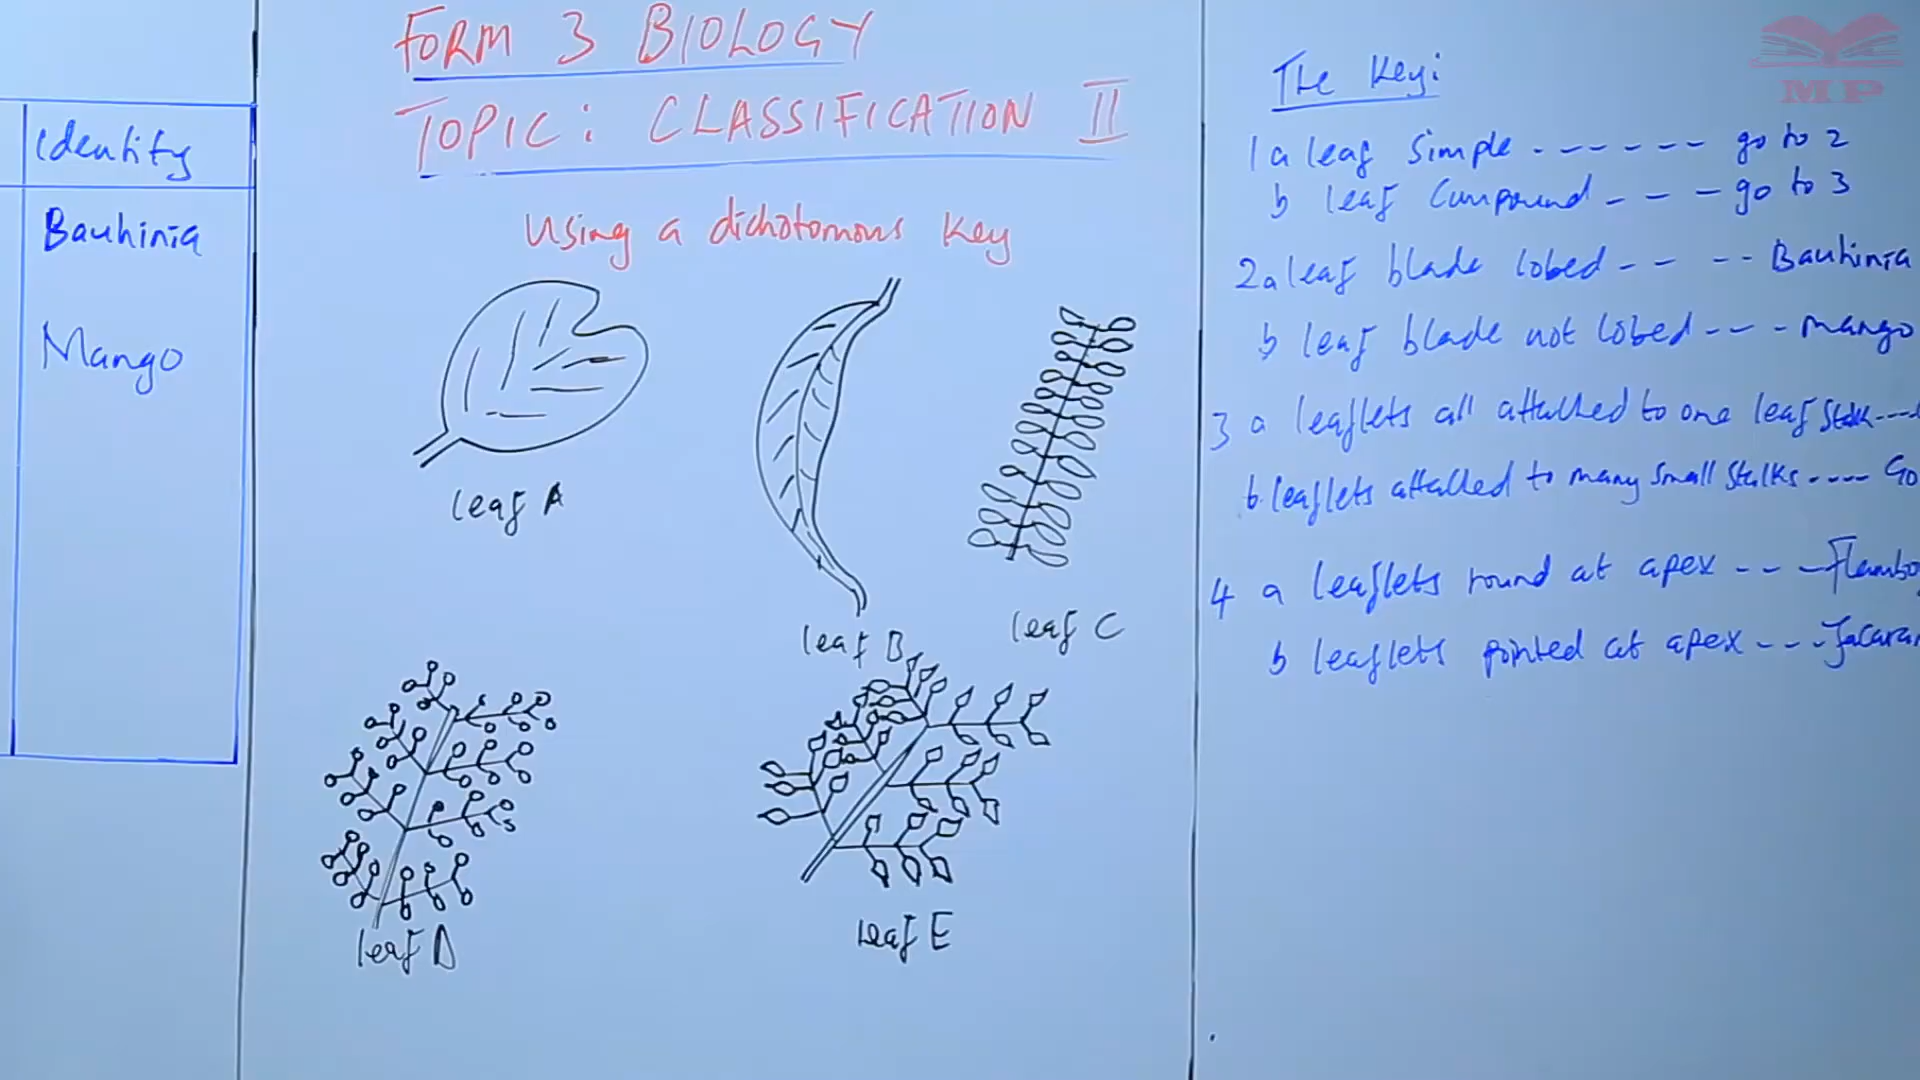 Identity
Bauhinia
Mango
FORM 3 BIOLOGY
TOPIC: CLASSIFICATION II
Using a dichotomous key
leaf A
leaf B
leaf C
leaf D
leaf E
The Key:
1 a leaf simple ------ go to 2
b leaf compound --- go to 3
2 a leaf blade lobed -- -- Bauhinia
b leaf blade not lobed --- mango
3 a leaflets all attached to one leaf stalk ---
b leaflets attached to many small stalks ---- Go
4 a leaflets round at apex --- Flambo
b leaflets pointed at apex --- Jacaran
MP